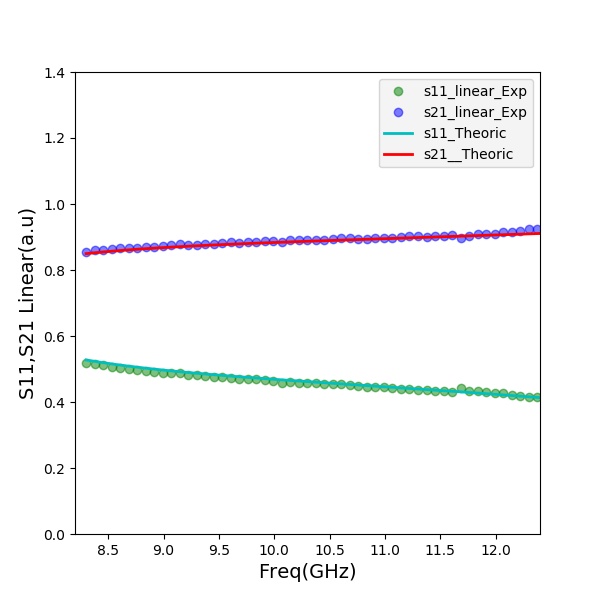 s11_linear_Exp
s21_linear_Exp
s11_Theoric
s21__Theoric
S11,S21 Linear(a.u)
1.4
1.2
1.0
0.8
0.6
0.4
0.2
0.0
8.5 9.0 9.5 10.0 10.5 11.0 11.5 12.0
Freq(GHz)